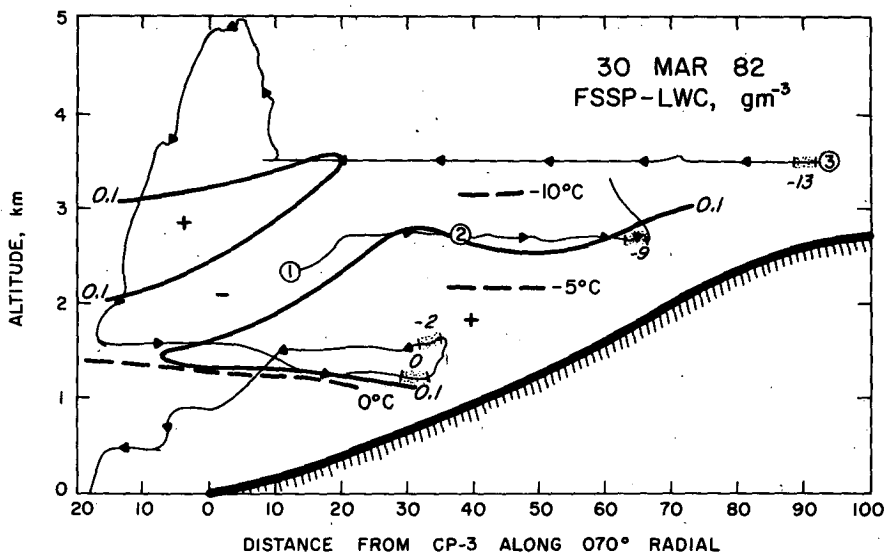 30 MAR 82
FSSP-LWC, gm⁻³
ALTITUDE, km
5
4
3
2
1
0
3
-13
-10°C
0.1
0.1
+
2
1
-9
0.1
-
-5°C
+
-2
0
0.1
0°C
20 10 0 10 20 30 40 50 60 70 80 90 100
DISTANCE FROM CP-3 ALONG 070° RADIAL